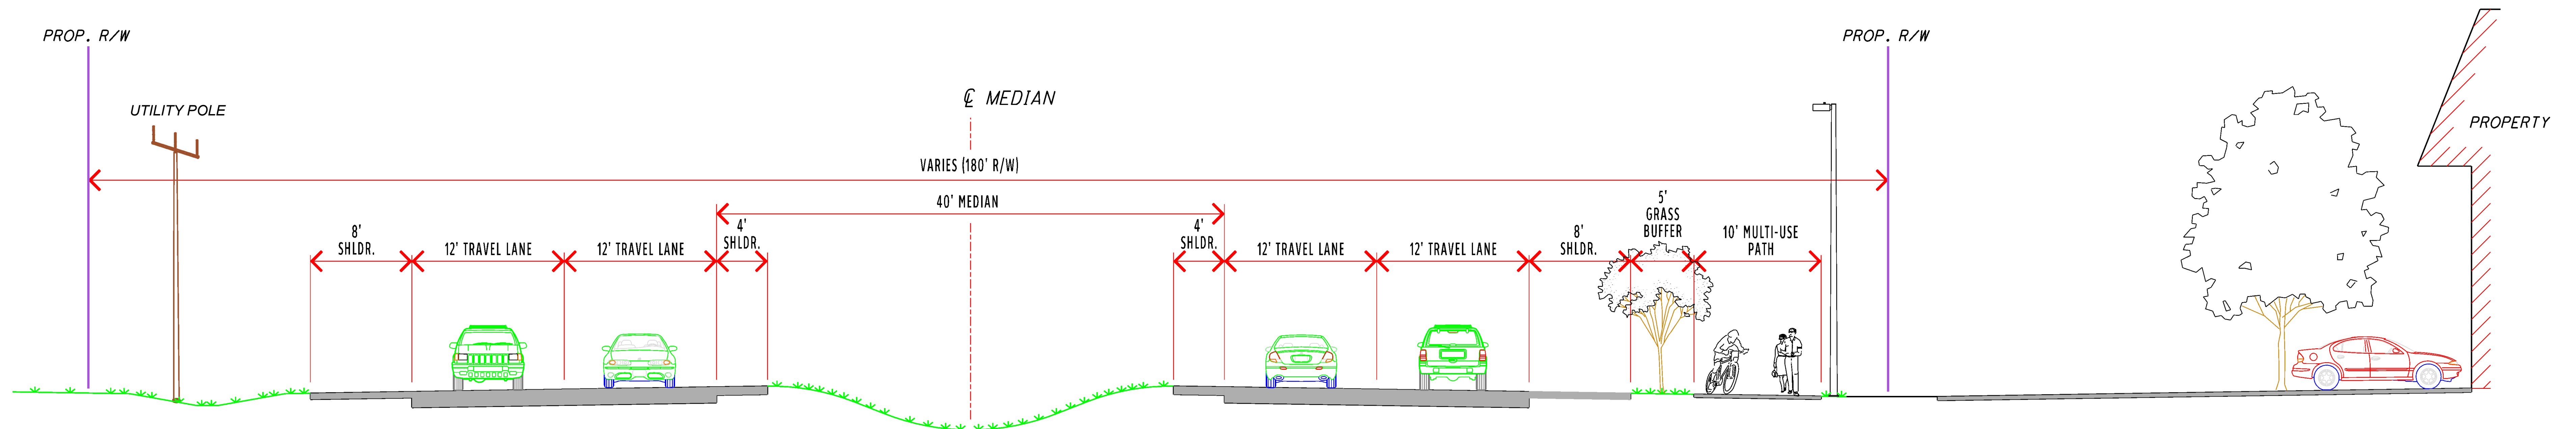 PROP. R/W
PROP. R/W
UTILITY POLE
℄ MEDIAN
PROPERTY
VARIES (180' R/W)
40' MEDIAN
8'
SHLDR.
12' TRAVEL LANE
12' TRAVEL LANE
4'
SHLDR.
4'
SHLDR.
12' TRAVEL LANE
12' TRAVEL LANE
8'
SHLDR.
5'
GRASS
BUFFER
10' MULTI-USE
PATH